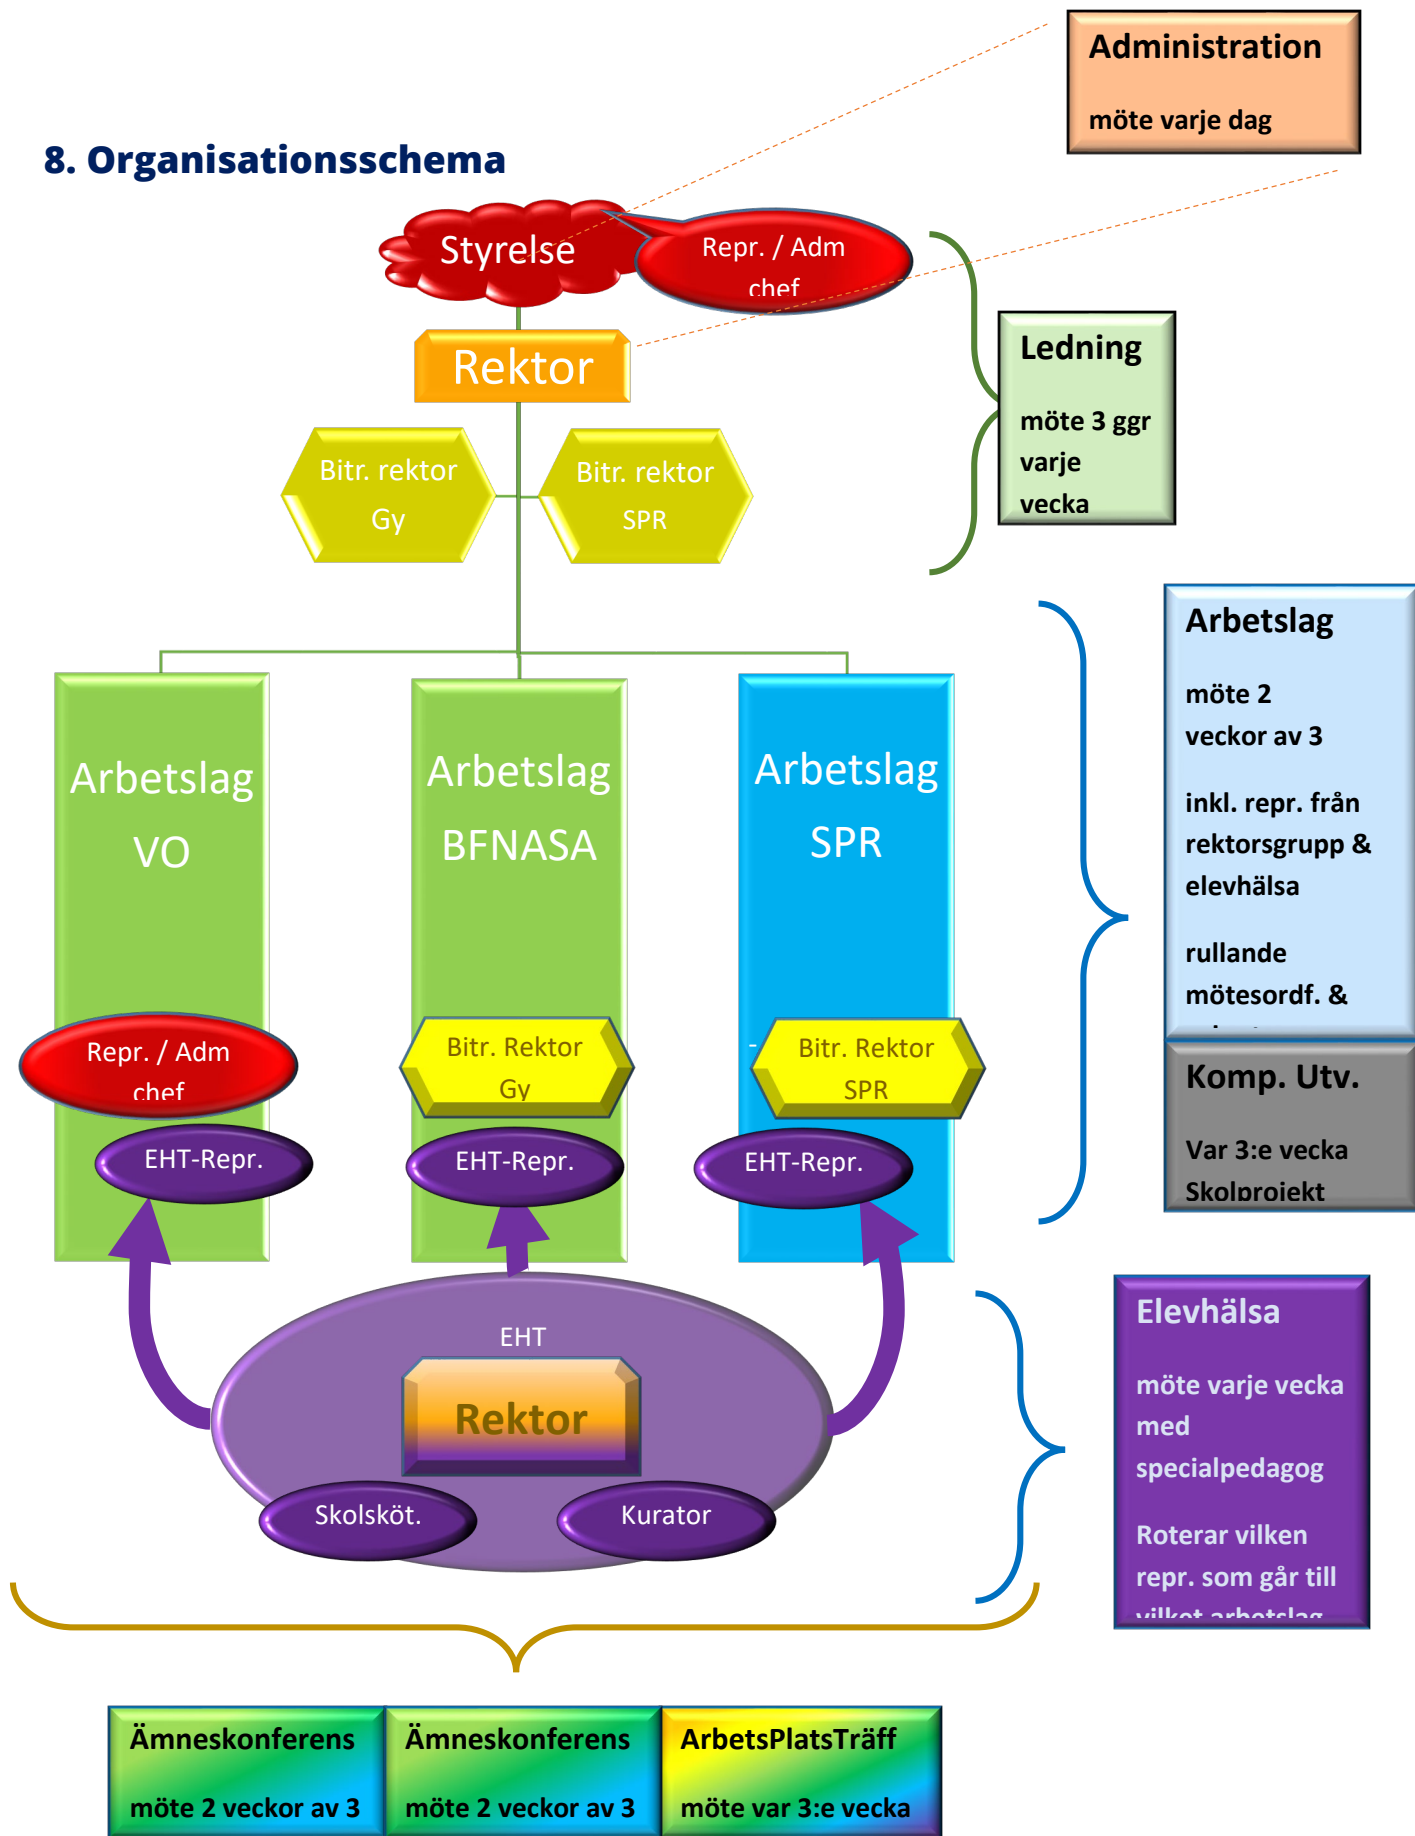 Administration
möte varje dag
8. Organisationsschema
Styrelse
Repr. / Adm
chef
Rektor
Ledning
möte 3 ggr
varje
vecka
Bitr. rektor
Gy
Bitr. rektor
SPR
Arbetslag
möte 2
veckor av 3
inkl. repr. från
rektorsgrupp &
elevhälsa
rullande
mötesordf. &
Arbetslag
VO
Arbetslag
BFNASA
Arbetslag
SPR
Repr. / Adm
chef
Bitr. Rektor
Gy
-
Bitr. Rektor
SPR
Komp. Utv.
Var 3:e vecka
Skolprojekt
EHT-Repr.
EHT-Repr.
EHT-Repr.
EHT
Rektor
Skolsköt.
Kurator
Elevhälsa
möte varje vecka
med
specialpedagog
Roterar vilken
repr. som går till
vilket arbetslag
Ämneskonferens
möte 2 veckor av 3
Ämneskonferens
möte 2 veckor av 3
ArbetsPlatsTräff
möte var 3:e vecka